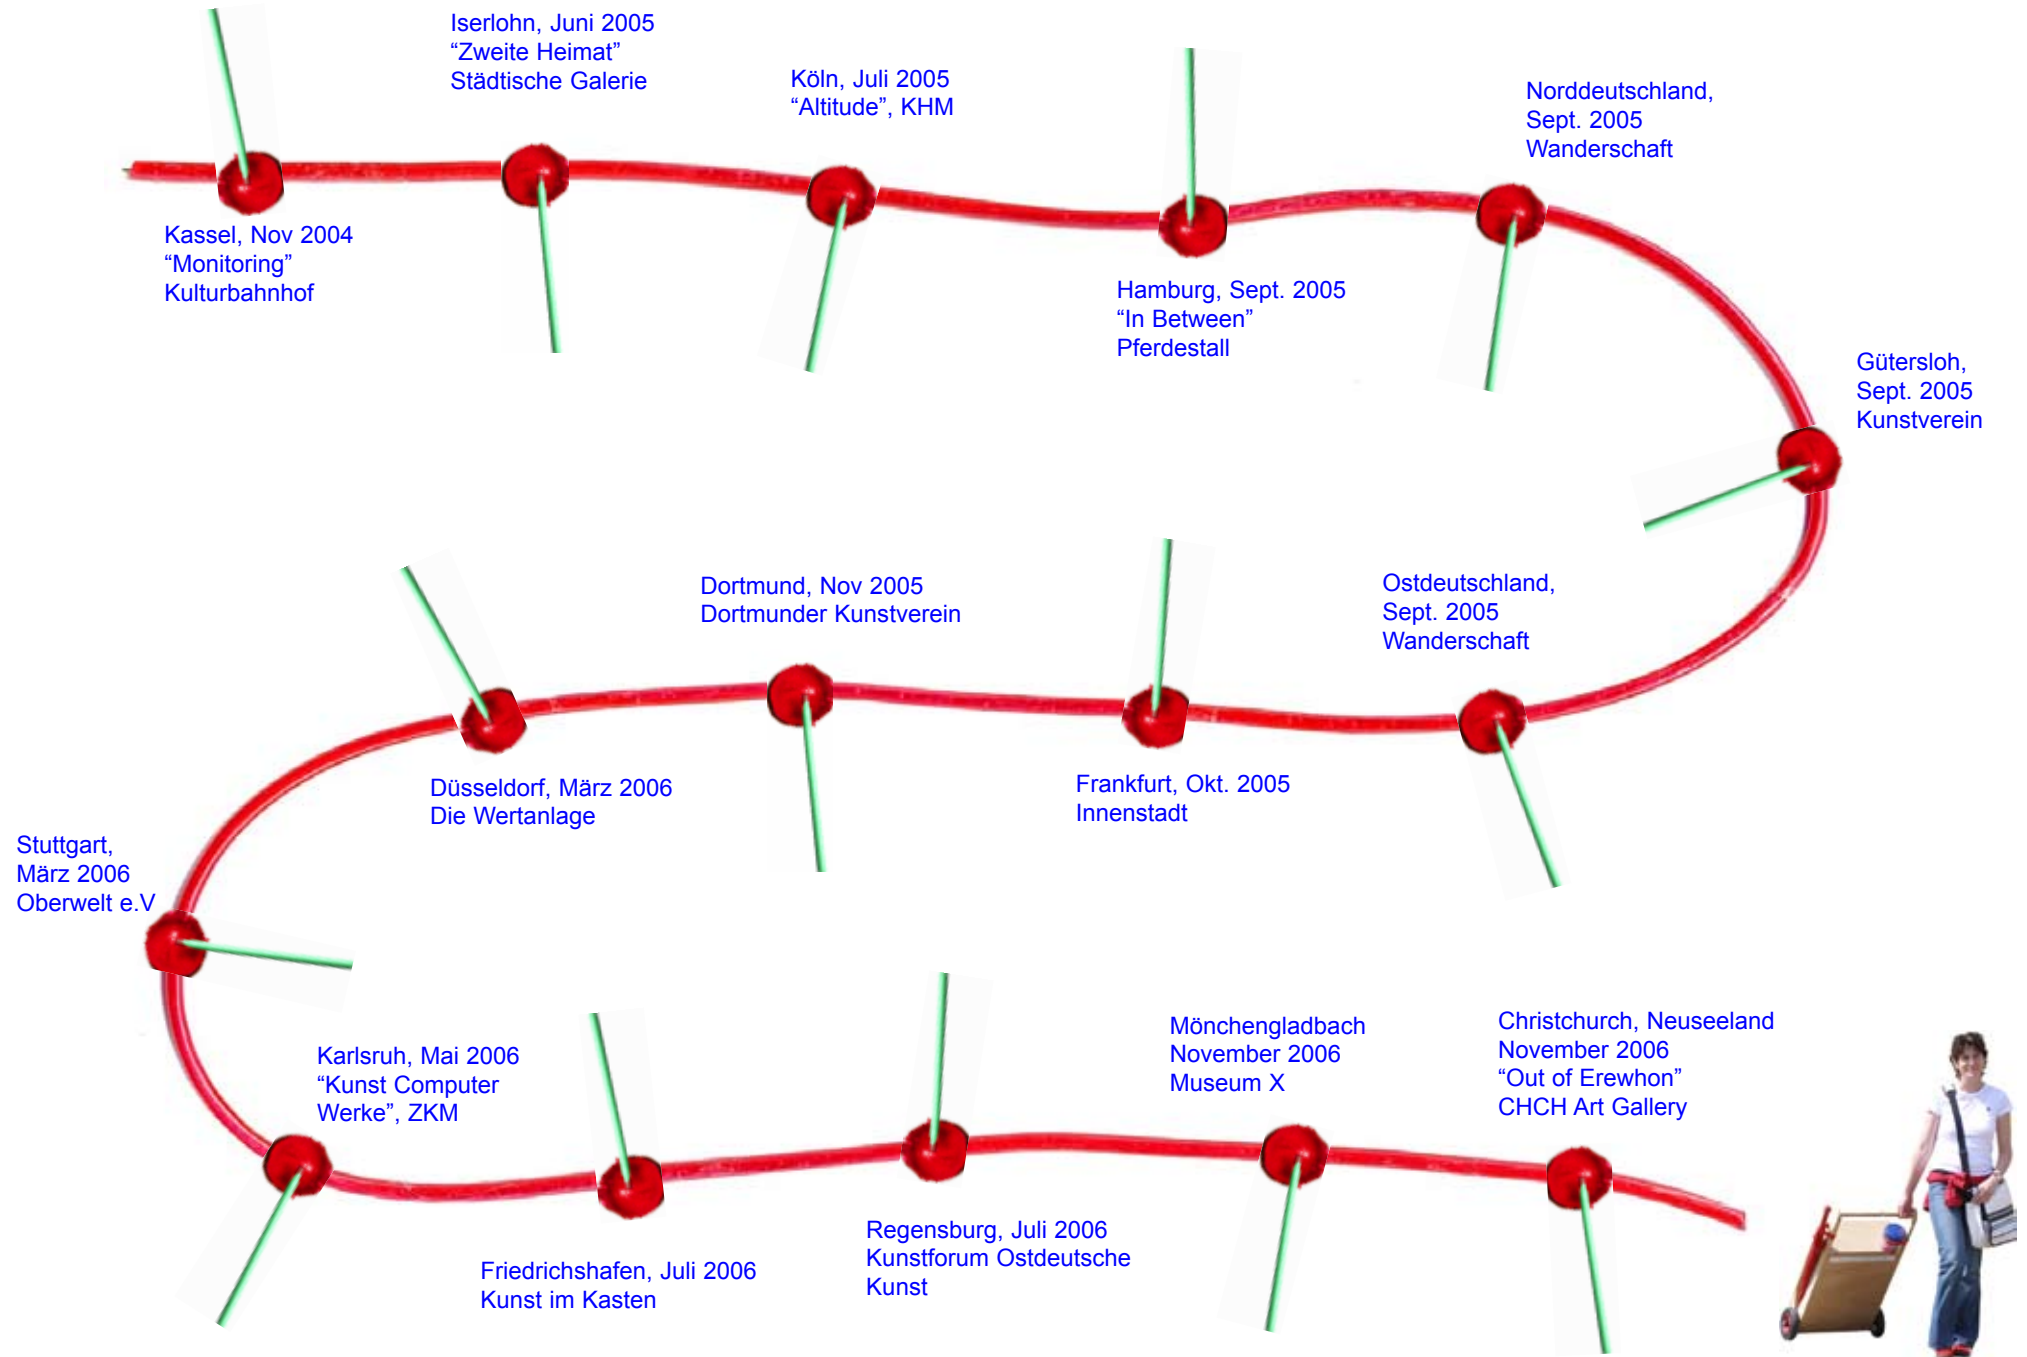 Kassel, Nov 2004
“Monitoring”
Kulturbahnhof
Iserlohn, Juni 2005
“Zweite Heimat”
Städtische Galerie
Köln, Juli 2005
“Altitude”, KHM
Hamburg, Sept. 2005
“In Between”
Pferdestall
Norddeutschland,
Sept. 2005
Wanderschaft
Gütersloh,
Sept. 2005
Kunstverein
Ostdeutschland,
Sept. 2005
Wanderschaft
Frankfurt, Okt. 2005
Innenstadt
Dortmund, Nov 2005
Dortmunder Kunstverein
Düsseldorf, März 2006
Die Wertanlage
Stuttgart,
März 2006
Oberwelt e.V
Karlsruh, Mai 2006
“Kunst Computer
Werke”, ZKM
Friedrichshafen, Juli 2006
Kunst im Kasten
Regensburg, Juli 2006
Kunstforum Ostdeutsche
Kunst
Mönchengladbach
November 2006
Museum X
Christchurch, Neuseeland
November 2006
“Out of Erewhon”
CHCH Art Gallery